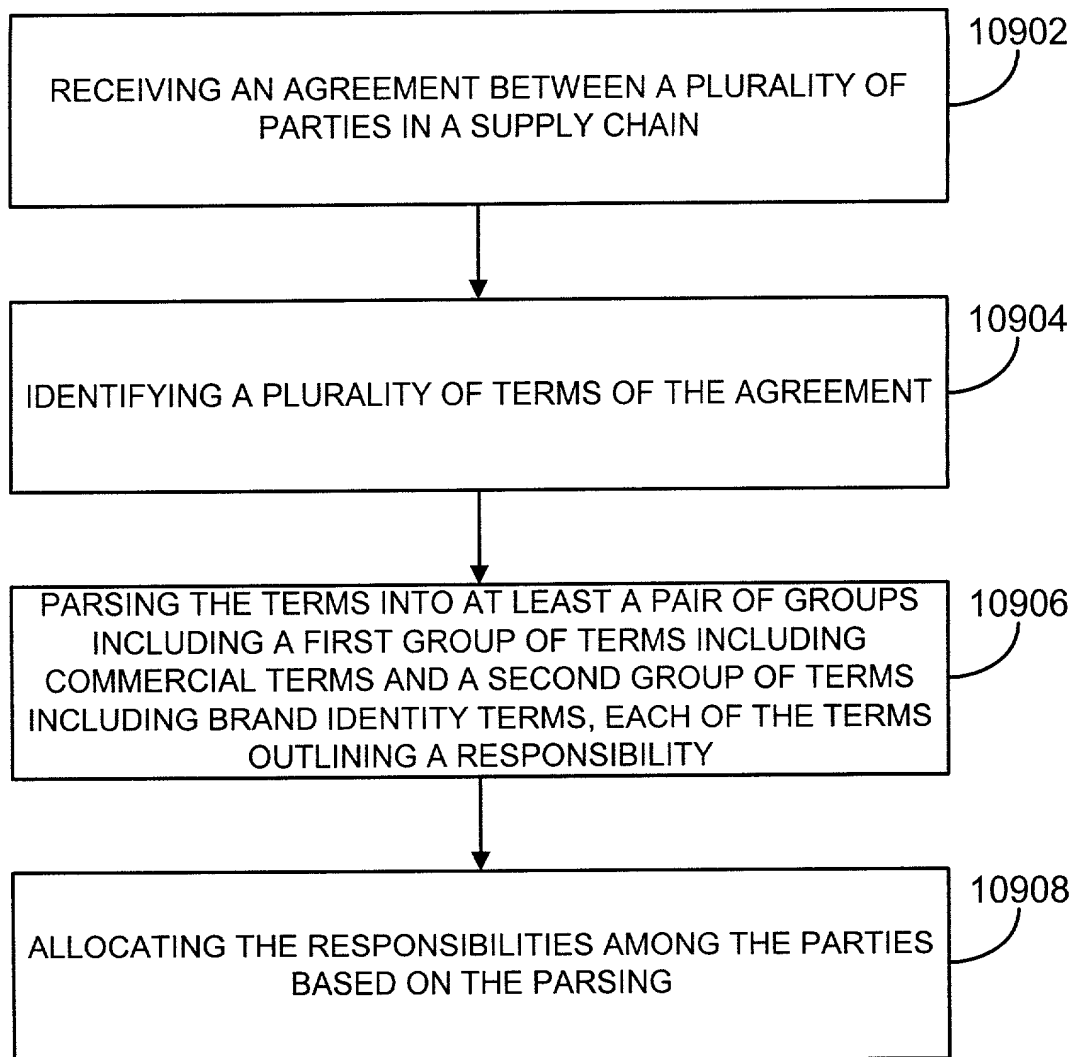 10902
RECEIVING AN AGREEMENT BETWEEN A PLURALITY OF
PARTIES IN A SUPPLY CHAIN
10904
IDENTIFYING A PLURALITY OF TERMS OF THE AGREEMENT
10906
PARSING THE TERMS INTO AT LEAST A PAIR OF GROUPS
INCLUDING A FIRST GROUP OF TERMS INCLUDING
COMMERCIAL TERMS AND A SECOND GROUP OF TERMS
INCLUDING BRAND IDENTITY TERMS, EACH OF THE TERMS
OUTLINING A RESPONSIBILITY
10908
ALLOCATING THE RESPONSIBILITIES AMONG THE PARTIES
BASED ON THE PARSING